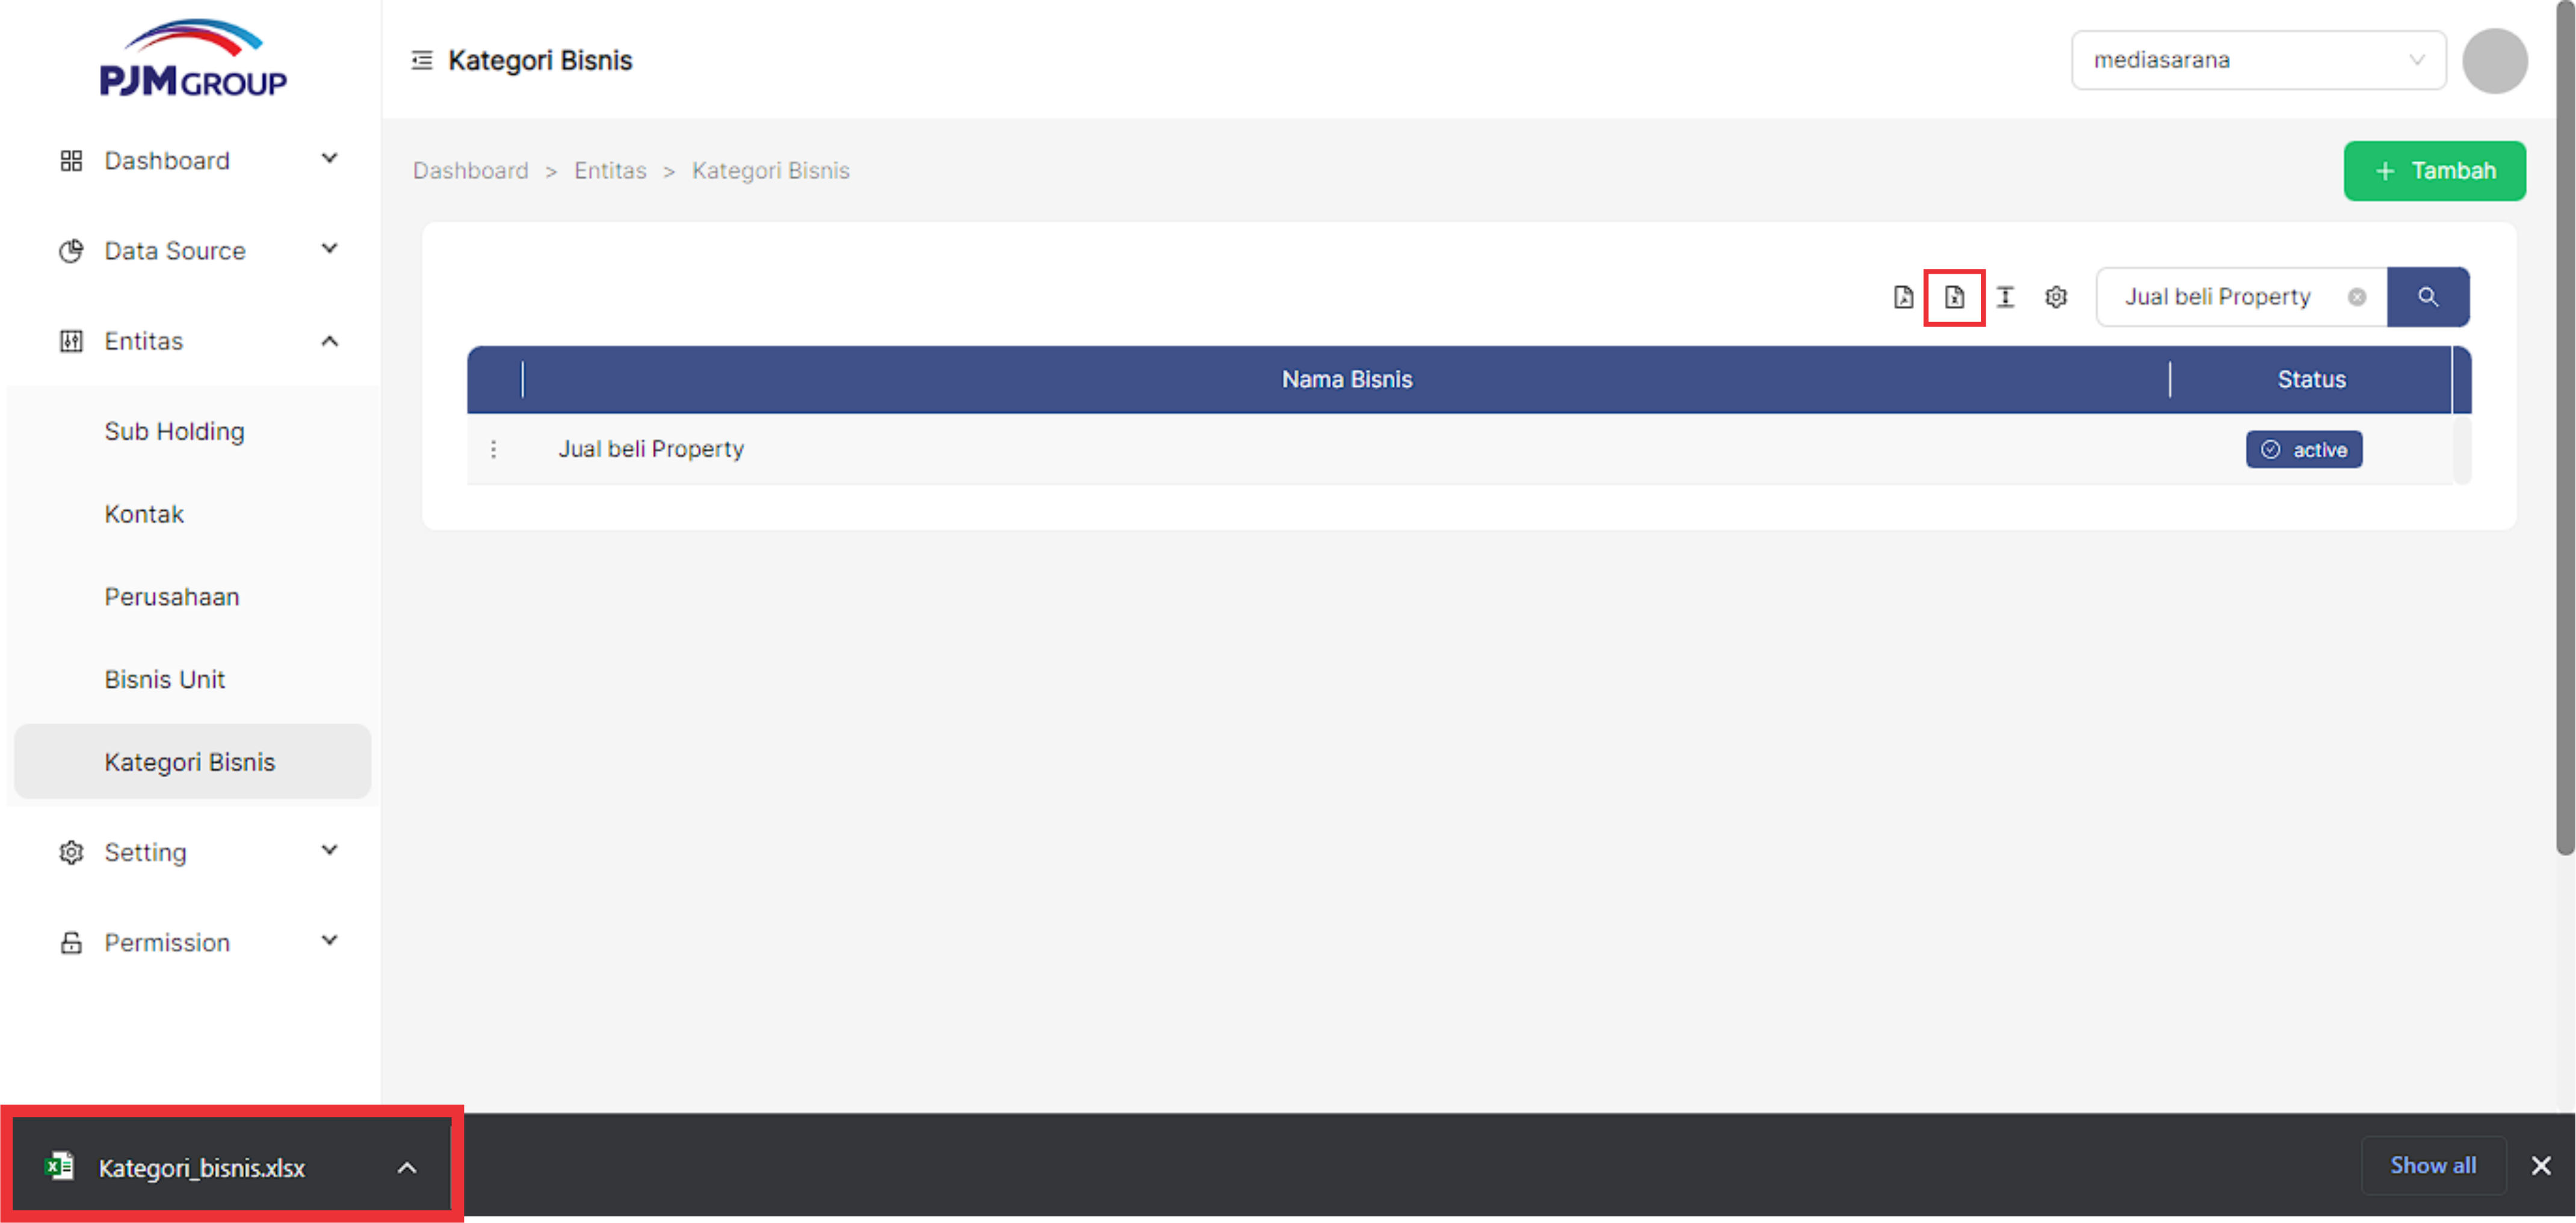 PJM GROUP
Kategori Bisnis
mediasarana
Dashboard
Data Source
Entitas
Sub Holding
Kontak
Perusahaan
Bisnis Unit
Kategori Bisnis
Setting
Permission
Dashboard > Entitas > Kategori Bisnis
+ Tambah
Jual beli Property
Nama Bisnis
Status
Jual beli Property
active
Kategori_bisnis.xlsx
Show all